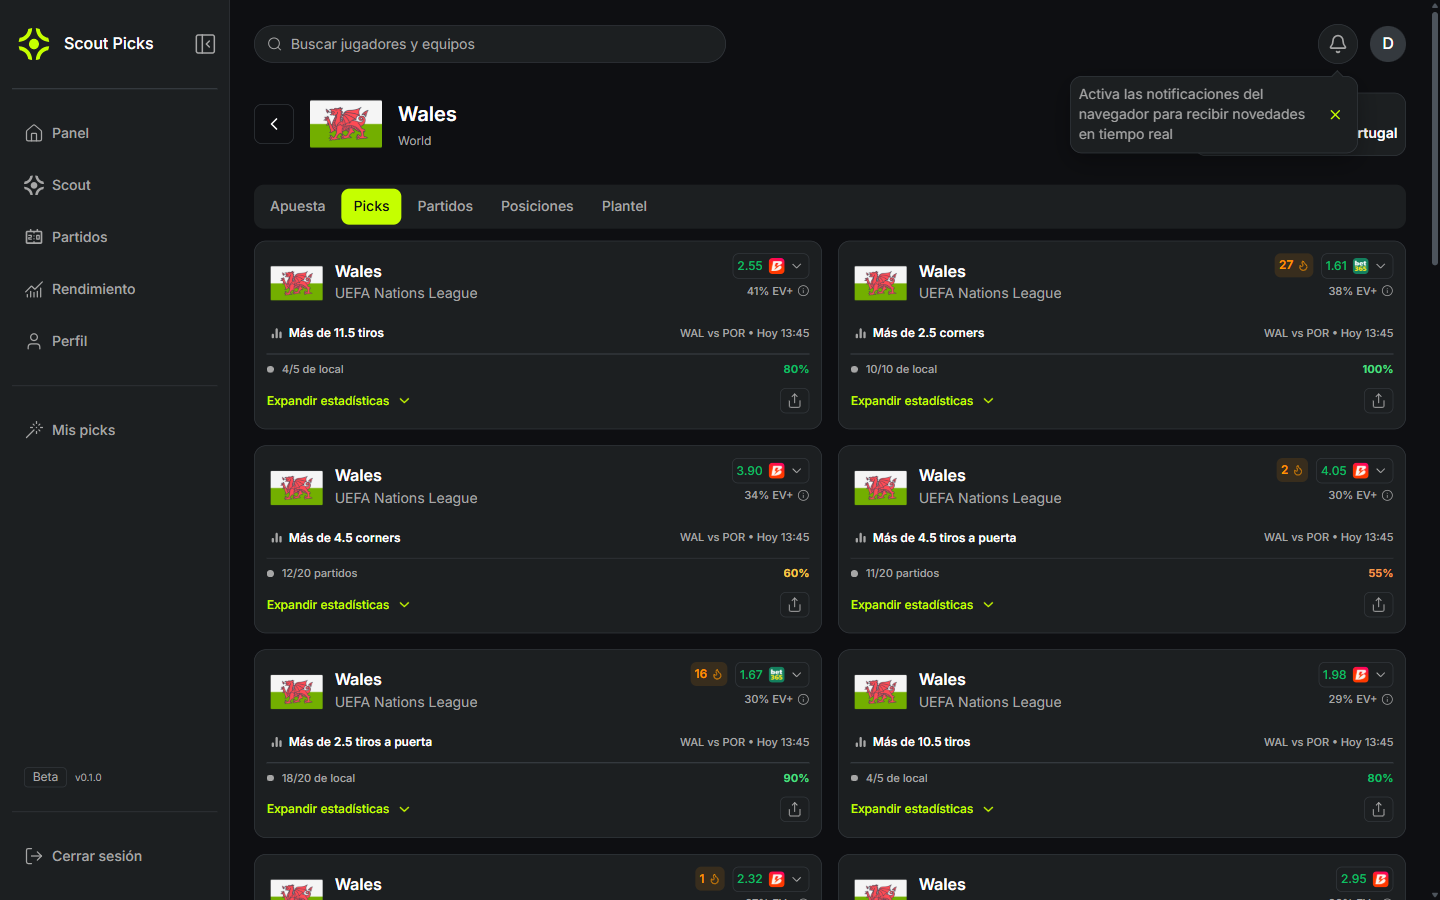 Scout Picks
Buscar jugadores y equipos
D
Activa las notificaciones del
navegador para recibir novedades
en tiempo real
Panel
Scout
Partidos
Rendimiento
Perfil
Mis picks
Beta v0.1.0
Cerrar sesión
Wales
World
rtugal
Apuesta Picks Partidos Posiciones Plantel
Wales
UEFA Nations League
2.55
41% EV+
Más de 11.5 tiros
WAL vs POR • Hoy 13:45
4/5 de local
80%
Expandir estadísticas
Wales
UEFA Nations League
27
1.61 bet365
38% EV+
Más de 2.5 corners
WAL vs POR • Hoy 13:45
10/10 de local
100%
Expandir estadísticas
Wales
UEFA Nations League
3.90
34% EV+
Más de 4.5 corners
WAL vs POR • Hoy 13:45
12/20 partidos
60%
Expandir estadísticas
Wales
UEFA Nations League
2
4.05
30% EV+
Más de 4.5 tiros a puerta
WAL vs POR • Hoy 13:45
11/20 partidos
55%
Expandir estadísticas
Wales
UEFA Nations League
16
1.67 bet365
30% EV+
Más de 2.5 tiros a puerta
WAL vs POR • Hoy 13:45
18/20 de local
90%
Expandir estadísticas
Wales
UEFA Nations League
1.98
29% EV+
Más de 10.5 tiros
WAL vs POR • Hoy 13:45
4/5 de local
80%
Expandir estadísticas
Wales
1
2.32
Wales
2.95